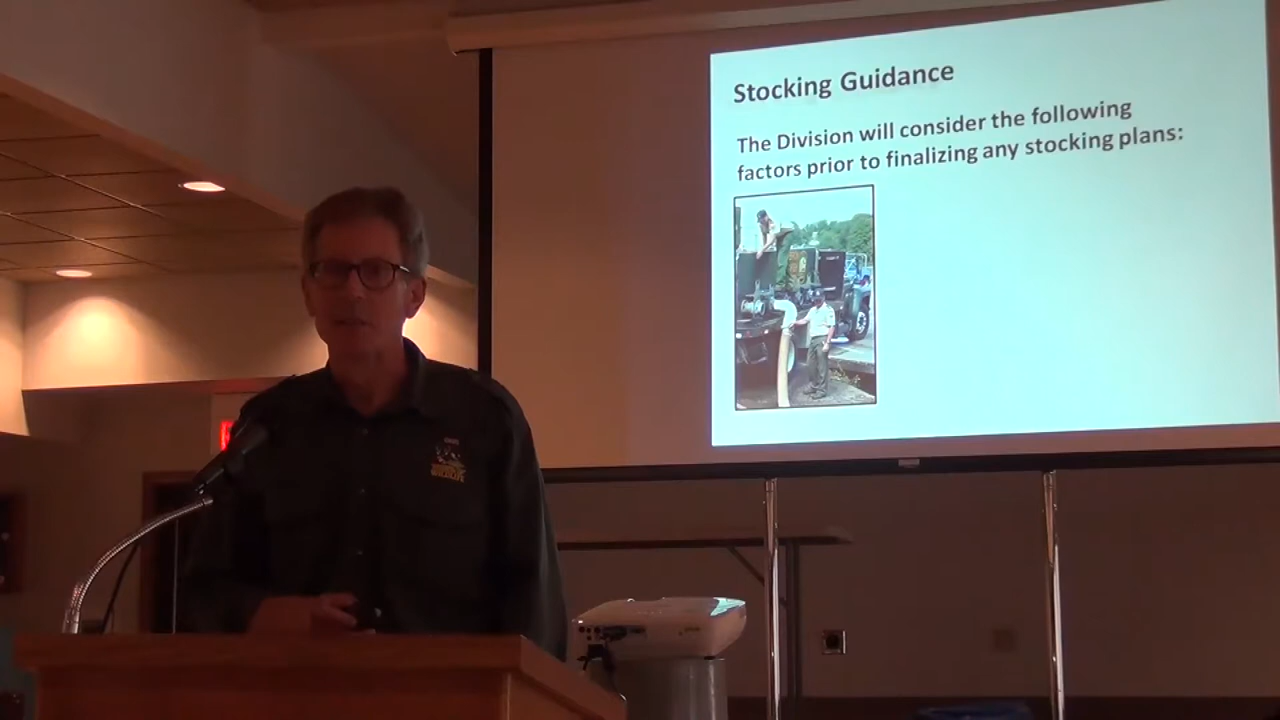 Stocking Guidance
The Division will consider the following
factors prior to finalizing any stocking plans: